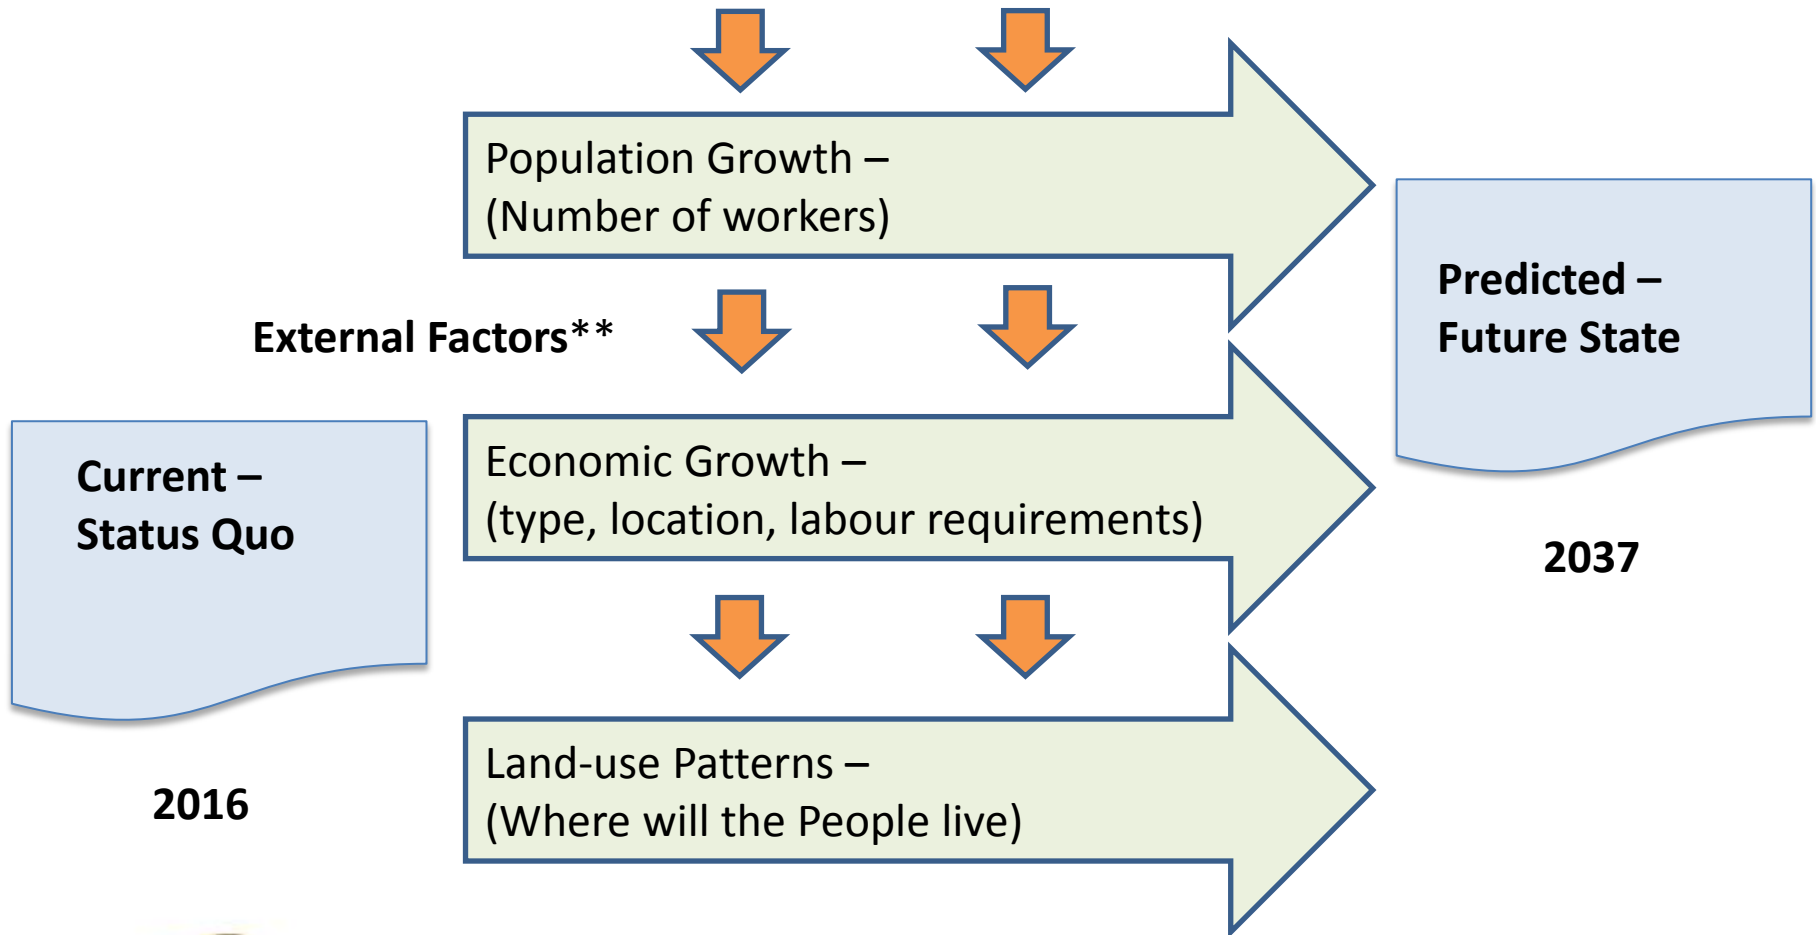 Population Growth –
(Number of workers)
Predicted –
Future State
External Factors**
Current –
Status Quo
Economic Growth –
(type, location, labour requirements)
2037
Land-use Patterns –
(Where will the People live)
2016